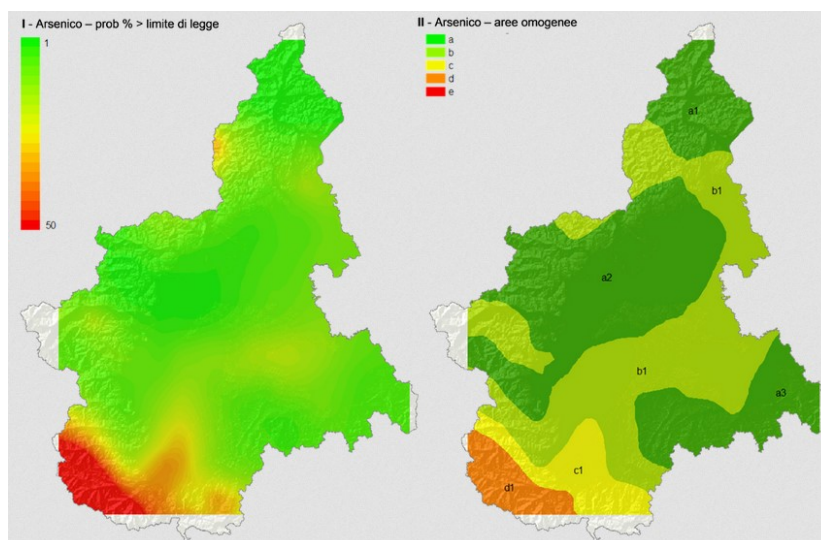 I - Arsenico – prob % > limite di legge
1
50
II - Arsenico – aree omogenee
a
b
c
d
e
a1
b1
a2
b1
a3
c1
d1